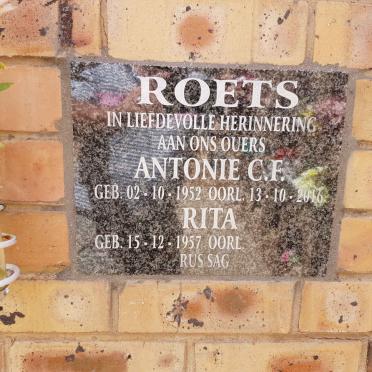 ROETS
IN LIEFDEVOLLE HERINNERING
AAN ONS OUERS
ANTONIE C.F.
GEB. 02 - 10 - 1952 OORL. 13 - 10 - 2016
RITA
GEB. 15 - 12 - 1957 OORL.
RUS SAG